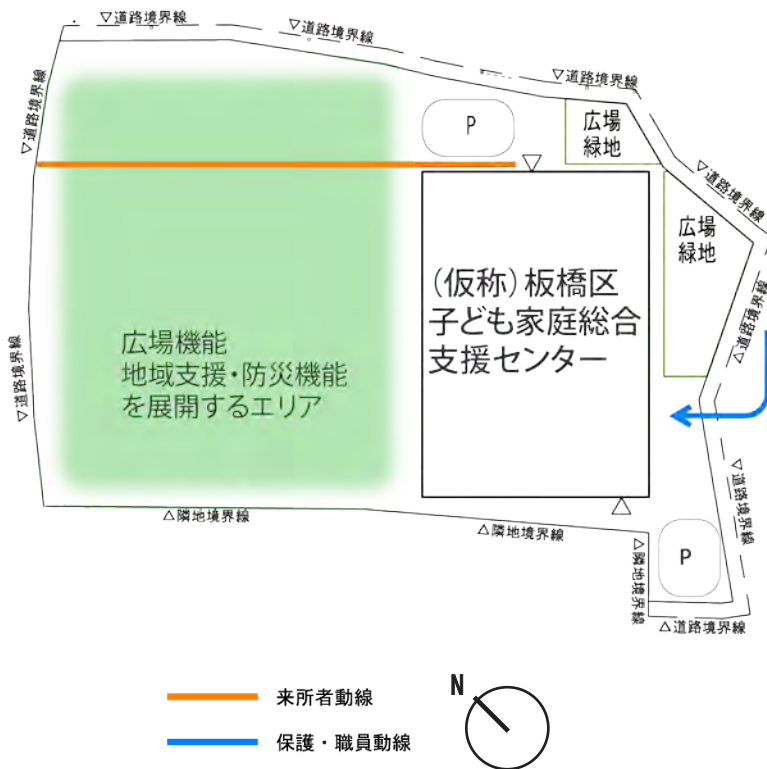 ▽道路境界線
▽道路境界線
▽道路境界線
▽道路境界線
P
広場
緑地
▽道路境界線
広場
緑地
(仮称)板橋区
子ども家庭総合
支援センター
△道路境界線
広場機能
地域支援・防災機能
を展開するエリア
▽道路境界線
▽道路境界線
△隣地境界線
△隣地境界線
△隣地境界線
P
△道路境界線
来所者動線
N
保護・職員動線